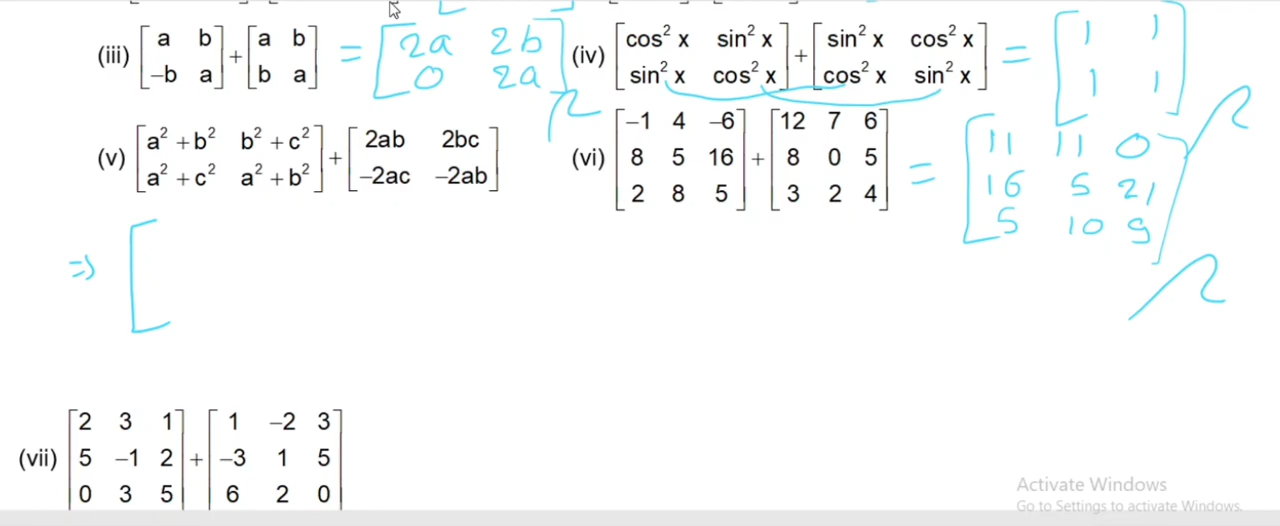 (iii) [a b; –b a] + [a b; b a] = [2a 2b; 0 2a]
(iv) [cos² x sin² x; sin² x cos² x] + [sin² x cos² x; cos² x sin² x] = [1 1; 1 1]
(v) [a² + b² b² + c²; a² + c² a² + b²] + [2ab 2bc; –2ac –2ab]
(vi) [–1 4 –6; 8 5 16; 2 8 5] + [12 7 6; 8 0 5; 3 2 4] = [11 11 0; 16 5 21; 5 10 9]
⇒ [
(vii) [2 3 1; 5 –1 2; 0 3 5] + [1 –2 3; –3 1 5; 6 2 0]
Activate Windows
Go to Settings to activate Windows.